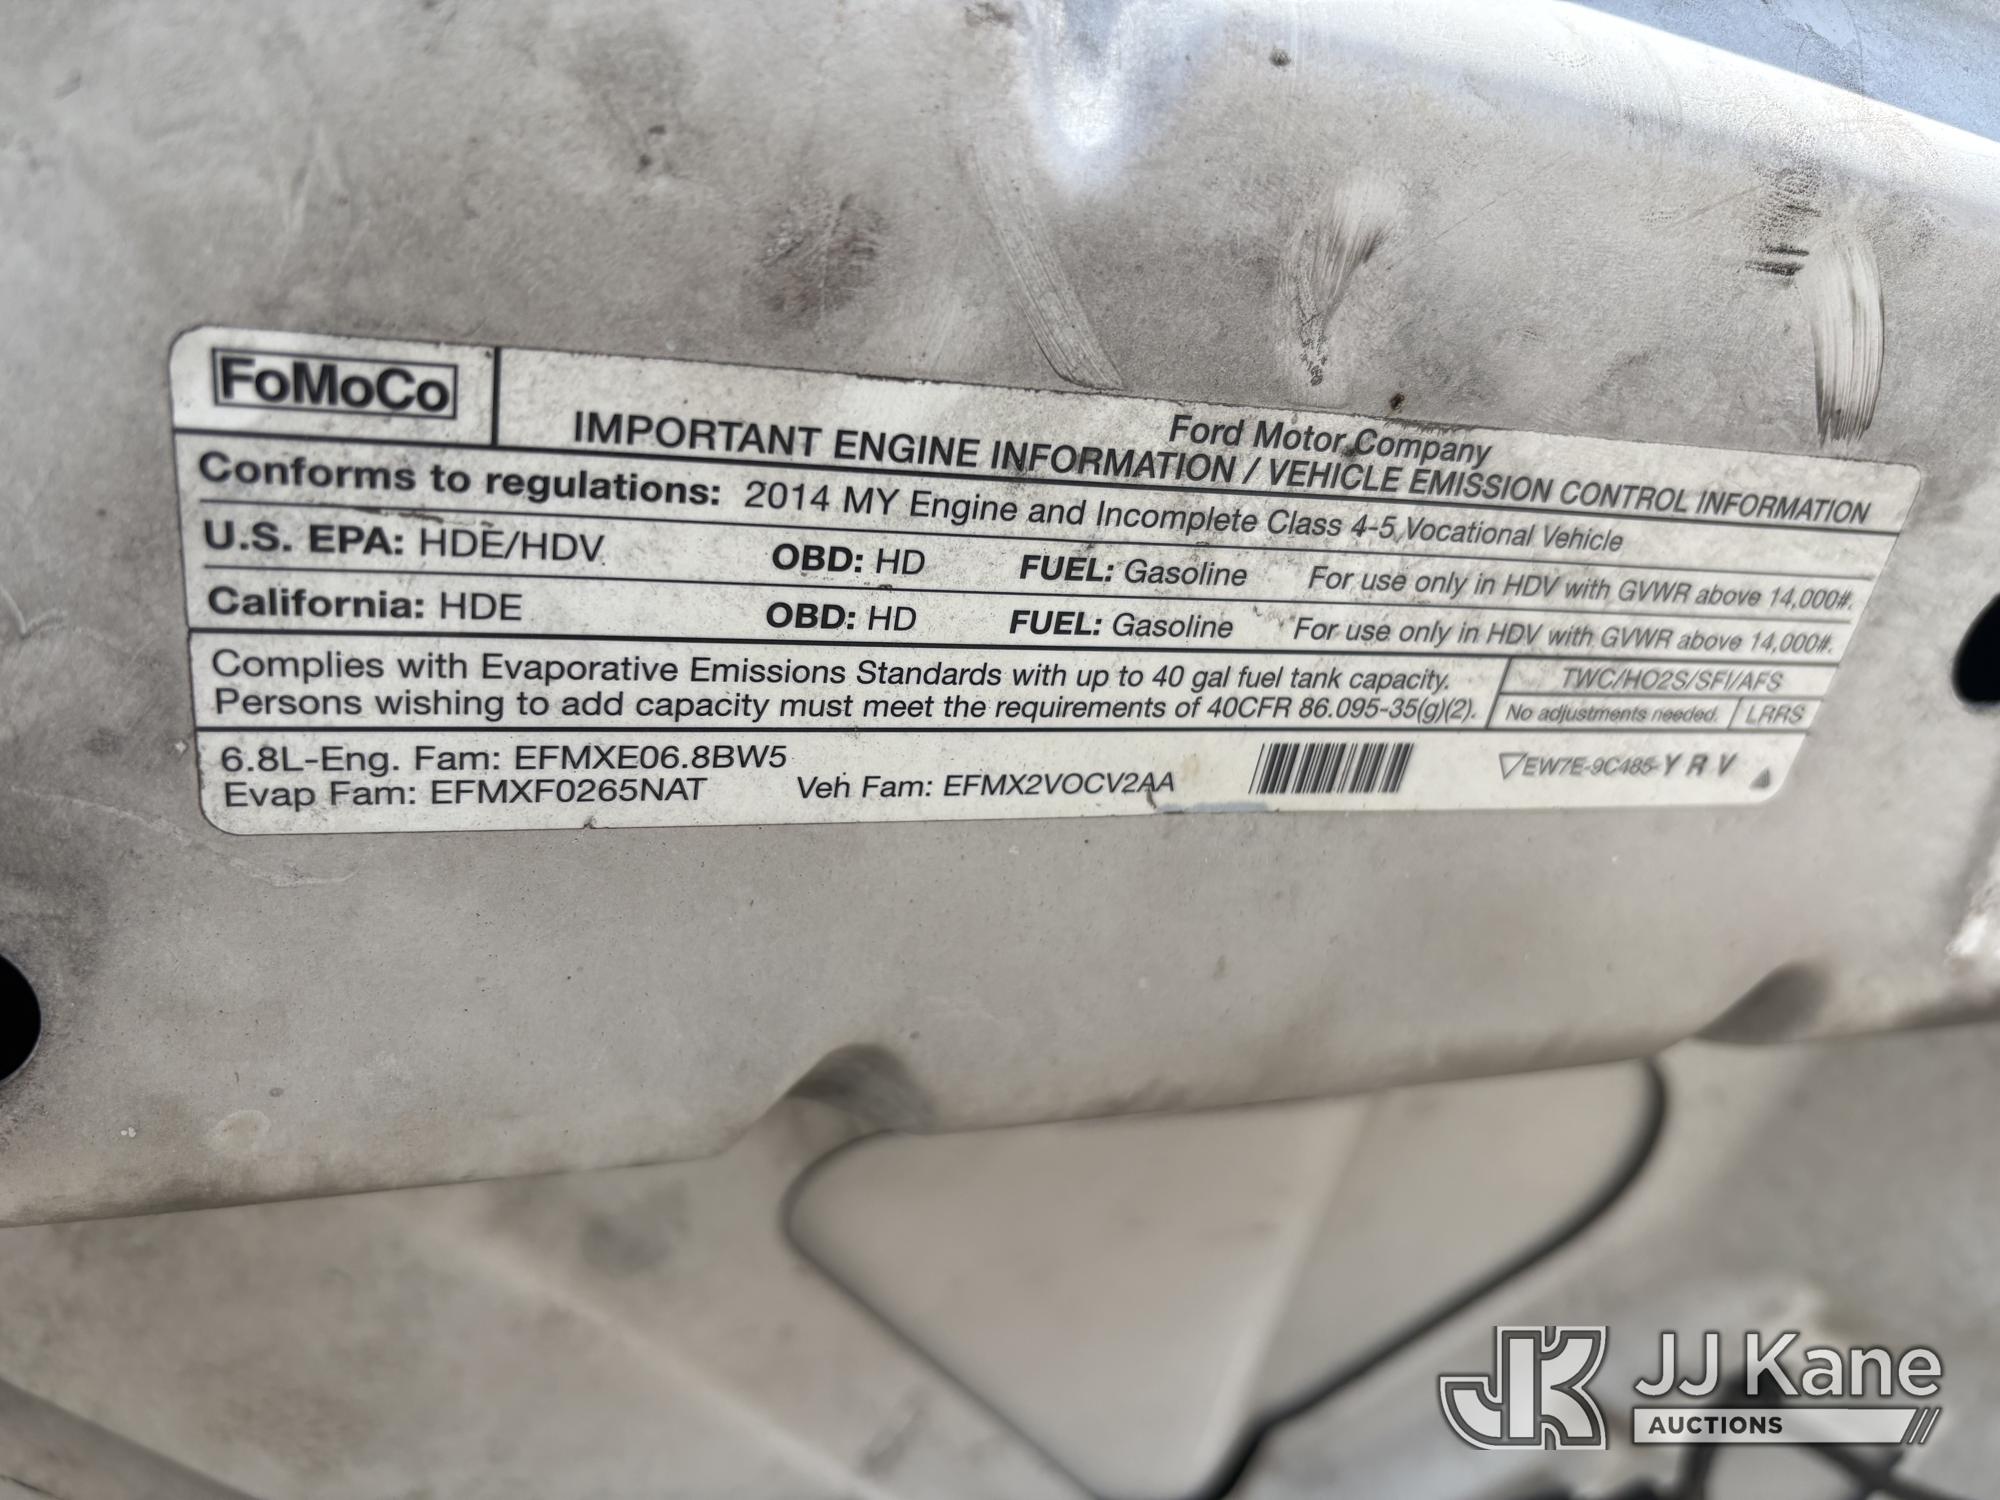 FoMoCo
Ford Motor Company
IMPORTANT ENGINE INFORMATION / VEHICLE EMISSION CONTROL INFORMATION
Conforms to regulations: 2014 MY Engine and Incomplete Class 4-5 Vocational Vehicle
U.S. EPA: HDE/HDV OBD: HD FUEL: Gasoline For use only in HDV with GVWR above 14,000#.
California: HDE OBD: HD FUEL: Gasoline For use only in HDV with GVWR above 14,000#.
Complies with Evaporative Emissions Standards with up to 40 gal fuel tank capacity.
Persons wishing to add capacity must meet the requirements of 40CFR 86.095-35(g)(2).
TWC/HO2S/SFI/AFS
No adjustments needed. LRRS
6.8L-Eng. Fam: EFMXE06.8BW5
Evap Fam: EFMXF0265NAT Veh Fam: EFMX2VOCV2AA
EW7E-9C485-YRV
JK JJ Kane
AUCTIONS